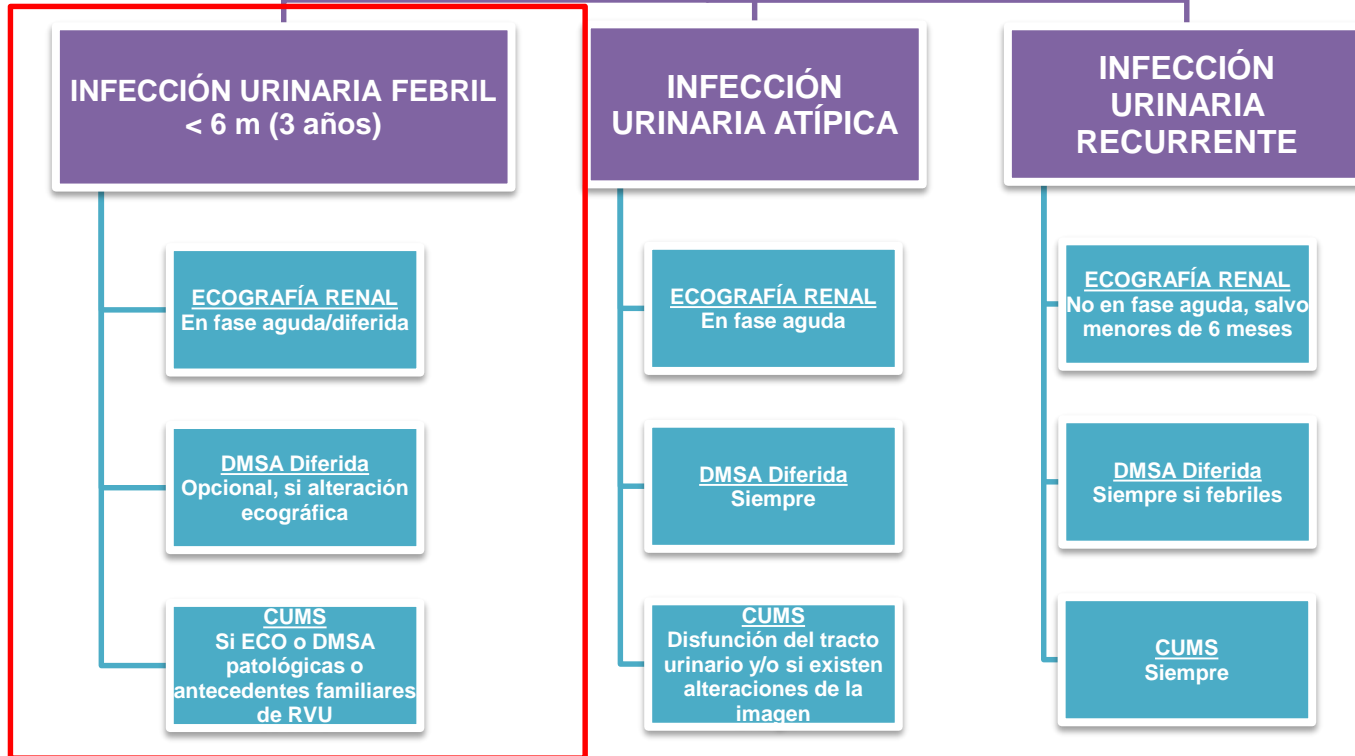 INFECCIÓN URINARIA FEBRIL
< 6 m (3 años)
ECOGRAFÍA RENAL
En fase aguda/diferida
DMSA Diferida
Opcional, si alteración
ecográfica
CUMS
Si ECO o DMSA
patológicas o
antecedentes familiares
de RVU
INFECCIÓN
URINARIA ATÍPICA
ECOGRAFÍA RENAL
En fase aguda
DMSA Diferida
Siempre
CUMS
Disfunción del tracto
urinario y/o si existen
alteraciones de la
imagen
INFECCIÓN
URINARIA
RECURRENTE
ECOGRAFÍA RENAL
No en fase aguda, salvo
menores de 6 meses
DMSA Diferida
Siempre si febriles
CUMS
Siempre